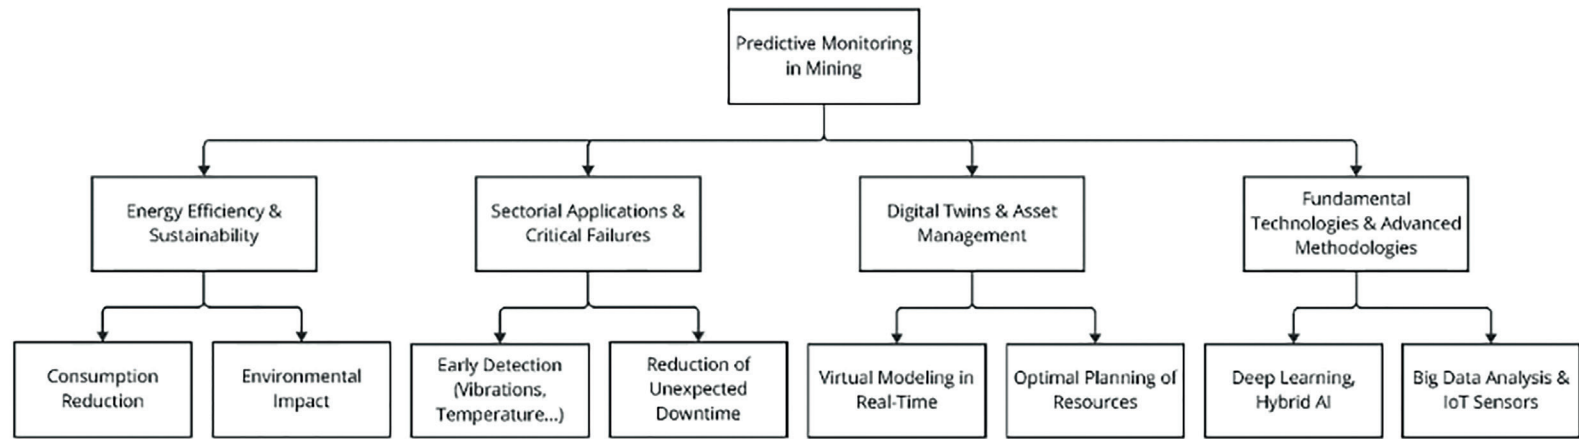 Predictive Monitoring
in Mining
Energy Efficiency &
Sustainability
Sectorial Applications &
Critical Failures
Digital Twins & Asset
Management
Fundamental
Technologies & Advanced
Methodologies
Consumption
Reduction
Environmental
Impact
Early Detection
(Vibrations,
Temperature...)
Reduction of
Unexpected
Downtime
Virtual Modeling in
Real-Time
Optimal Planning of
Resources
Deep Learning,
Hybrid AI
Big Data Analysis &
IoT Sensors